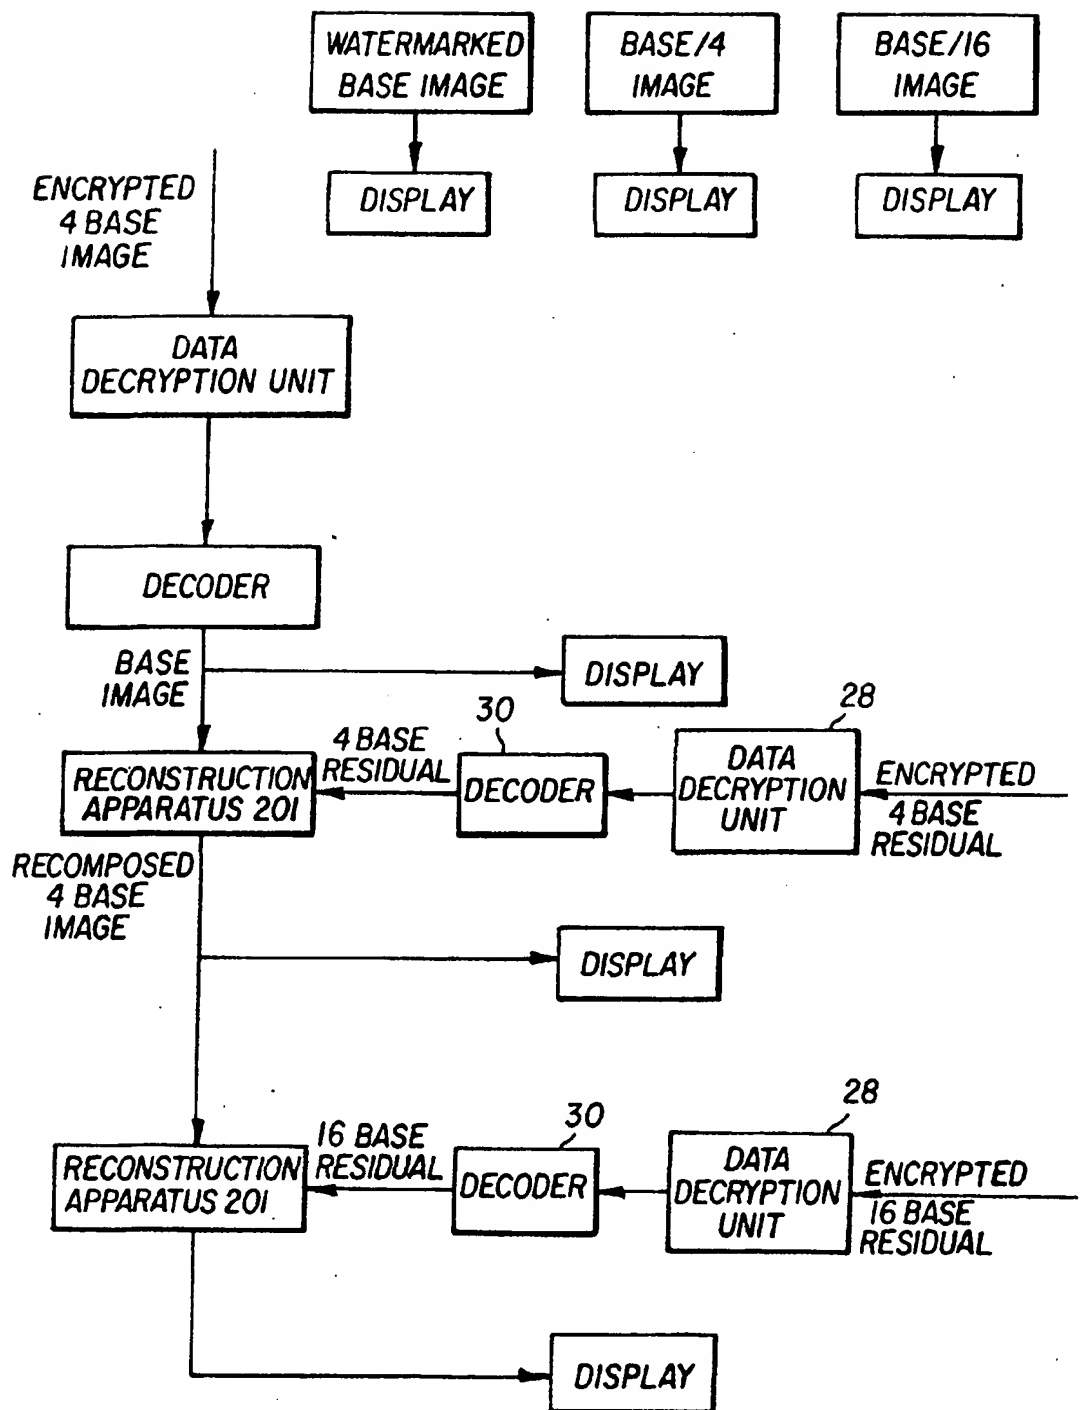 WATERMARKED
BASE IMAGE
BASE/4
IMAGE
BASE/16
IMAGE
DISPLAY
DISPLAY
DISPLAY
ENCRYPTED
4 BASE
IMAGE
DATA
DECRYPTION UNIT
DECODER
BASE
IMAGE
DISPLAY
RECONSTRUCTION
APPARATUS 201
4 BASE
RESIDUAL
30
DECODER
28
DATA
DECRYPTION
UNIT
ENCRYPTED
4 BASE
RESIDUAL
RECOMPOSED
4 BASE
IMAGE
DISPLAY
RECONSTRUCTION
APPARATUS 201
16 BASE
RESIDUAL
30
DECODER
28
DATA
DECRYPTION
UNIT
ENCRYPTED
16 BASE
RESIDUAL
DISPLAY